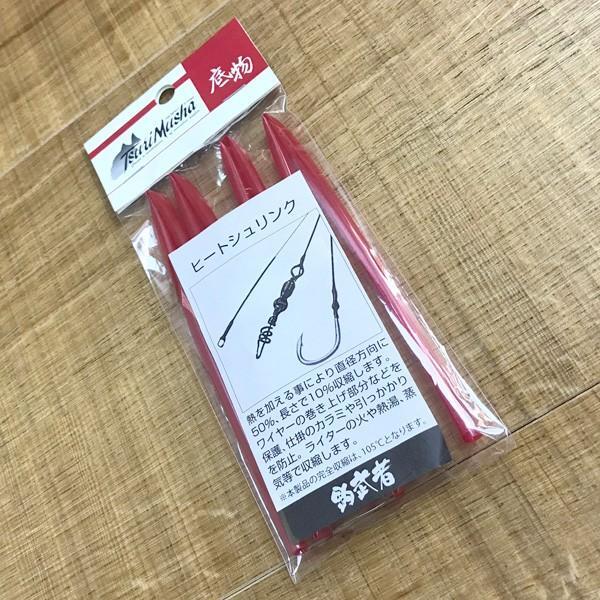 Tsuri Musha
底物
ヒートシュリンク
熱を加える事により直径方向に
50%、長さで10%収縮します。
ワイヤーの巻き上げ部分などを
保護、仕掛のカラミや引っかかり
を防止。ライターの火や熱湯、蒸
気等で収縮します。
※本製品の完全収縮は、105℃となります。
釣武者